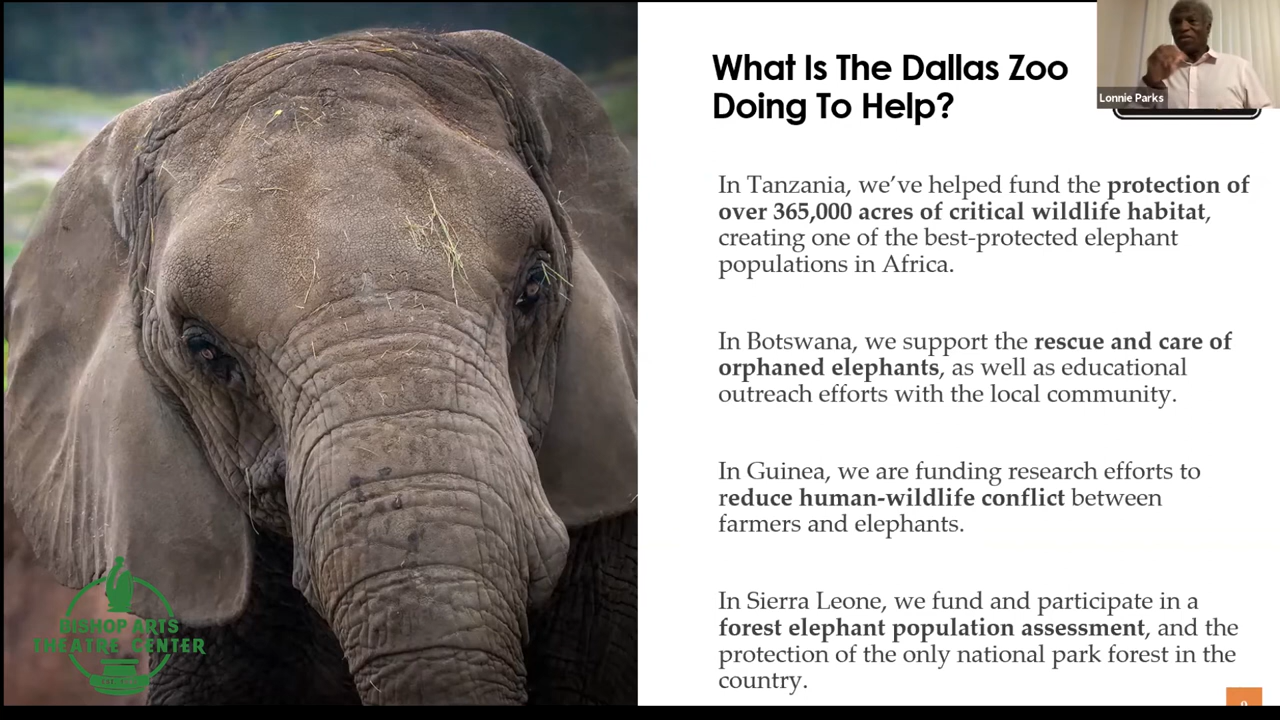 What Is The Dallas Zoo
Doing To Help?
Lonnie Parks
In Tanzania, we’ve helped fund the protection of
over 365,000 acres of critical wildlife habitat,
creating one of the best-protected elephant
populations in Africa.
In Botswana, we support the rescue and care of
orphaned elephants, as well as educational
outreach efforts with the local community.
In Guinea, we are funding research efforts to
reduce human-wildlife conflict between
farmers and elephants.
In Sierra Leone, we fund and participate in a
forest elephant population assessment, and the
protection of the only national park forest in the
country.
BISHOP ARTS
THEATRE CENTER